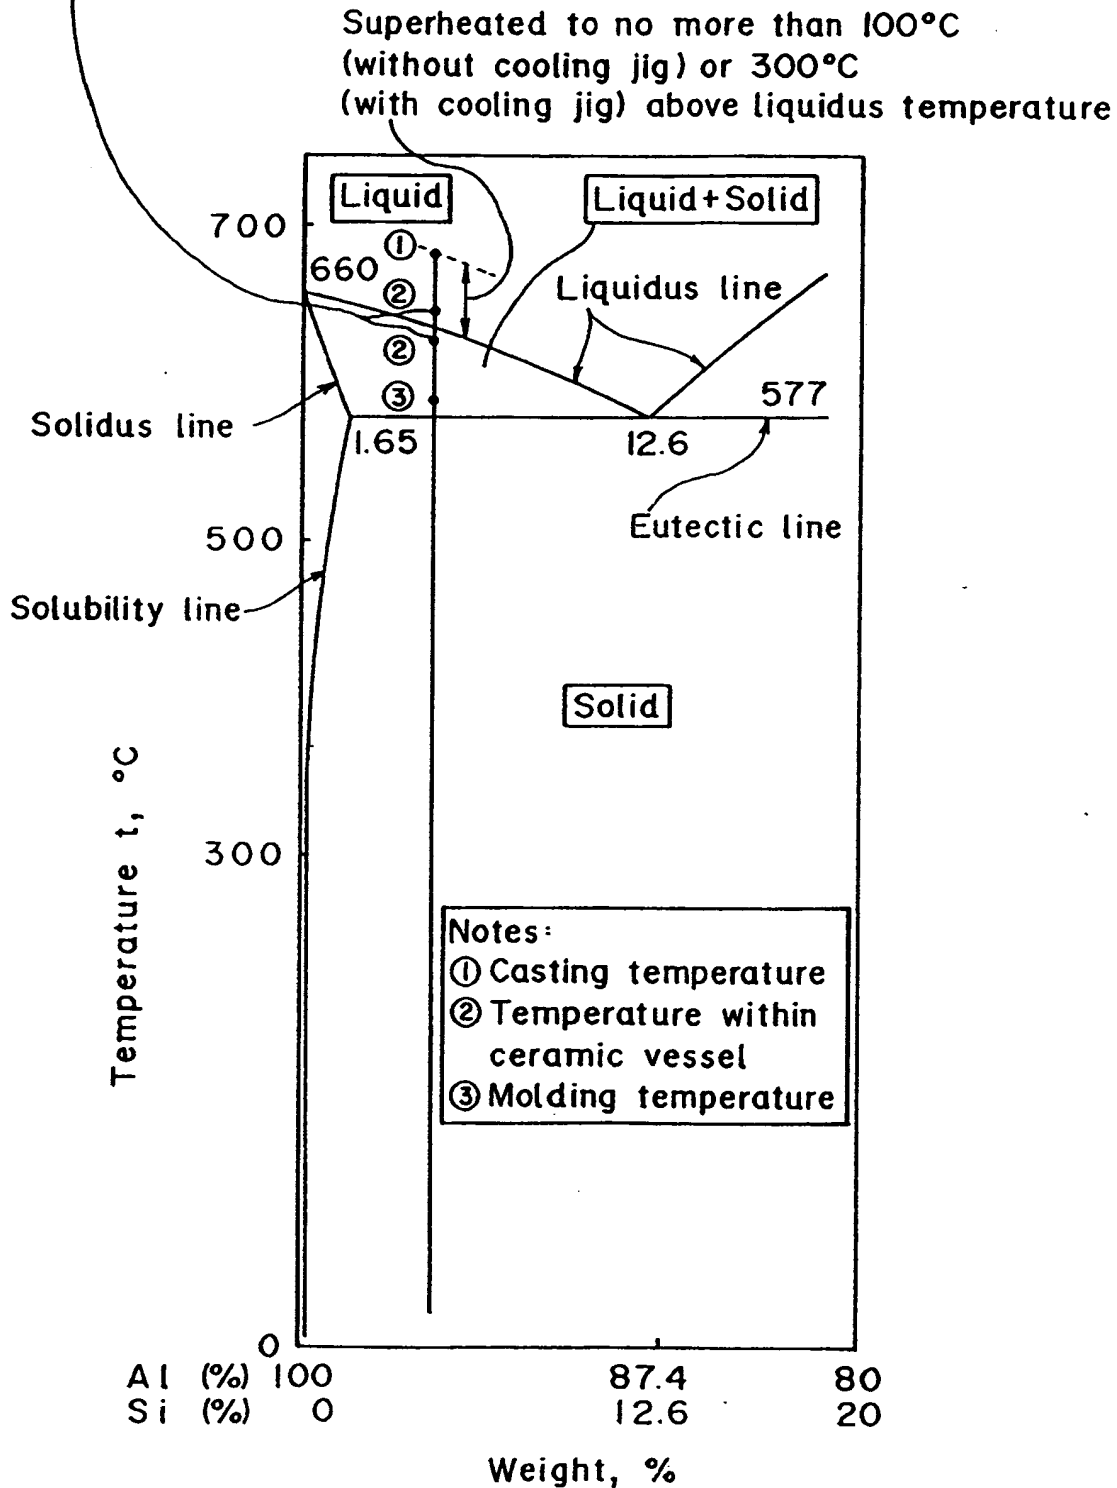 Superheated to no more than 100°C
(without cooling jig) or 300°C
(with cooling jig) above liquidus temperature
Liquid
Liquid+Solid
700
①
660
②
Liquidus line
②
③
577
Solidus line
1.65
12.6
Eutectic line
500
Solubility line
Solid
Temperature t, °C
300
Notes:
① Casting temperature
② Temperature within
ceramic vessel
③ Molding temperature
0
Al (%) 100 87.4 80
Si (%) 0 12.6 20
Weight, %